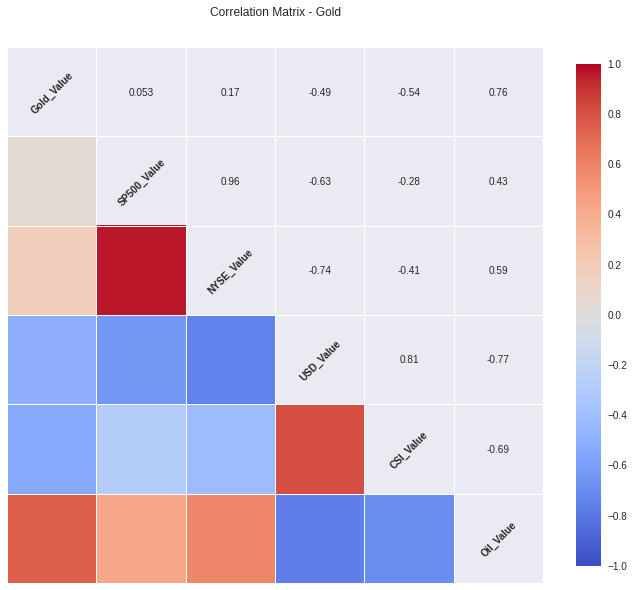 Correlation Matrix - Gold
Gold_Value 0.053 0.17 -0.49 -0.54 0.76
SP500_Value 0.96 -0.63 -0.28 0.43
NYSE_Value -0.74 -0.41 0.59
USD_Value 0.81 -0.77
CSI_Value -0.69
Oil_Value
1.0
0.8
0.6
0.4
0.2
0.0
−0.2
−0.4
−0.6
−0.8
−1.0